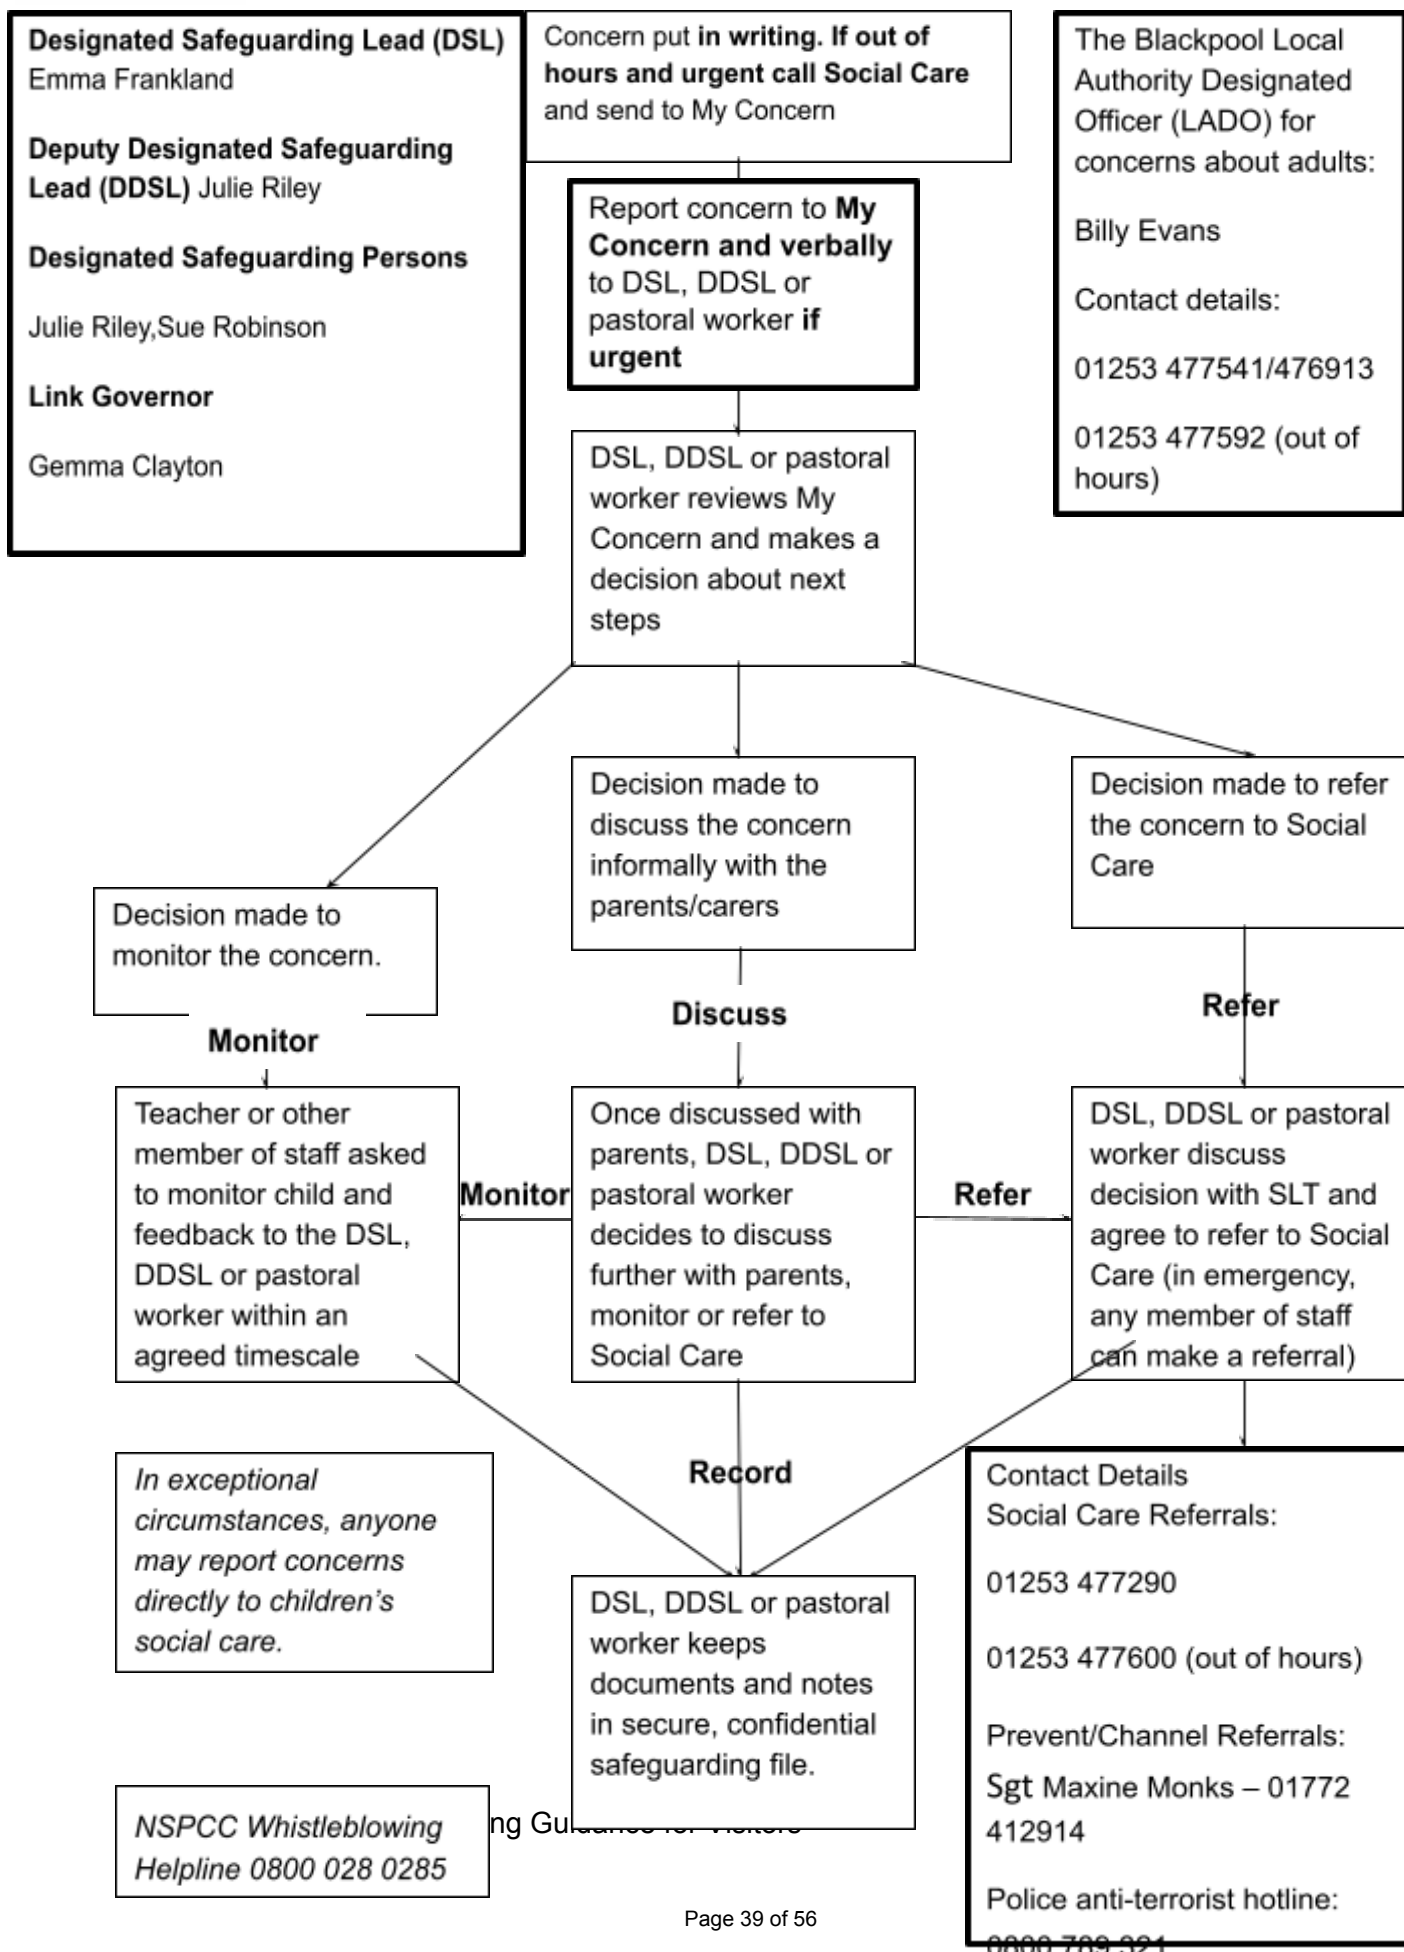 Designated Safeguarding Lead (DSL)
Emma Frankland
Deputy Designated Safeguarding
Lead (DDSL) Julie Riley
Designated Safeguarding Persons
Julie Riley,Sue Robinson
Link Governor
Gemma Clayton
Concern put in writing. If out of
hours and urgent call Social Care
and send to My Concern
The Blackpool Local
Authority Designated
Officer (LADO) for
concerns about adults:
Billy Evans
Contact details:
01253 477541/476913
01253 477592 (out of
hours)
Report concern to My
Concern and verbally
to DSL, DDSL or
pastoral worker if
urgent
DSL, DDSL or pastoral
worker reviews My
Concern and makes a
decision about next
steps
Decision made to
monitor the concern.
Decision made to
discuss the concern
informally with the
parents/carers
Decision made to refer
the concern to Social
Care
Monitor
Discuss
Refer
Teacher or other
member of staff asked
to monitor child and
feedback to the DSL,
DDSL or pastoral
worker within an
agreed timescale
Monitor
Once discussed with
parents, DSL, DDSL or
pastoral worker
decides to discuss
further with parents,
monitor or refer to
Social Care
Refer
DSL, DDSL or pastoral
worker discuss
decision with SLT and
agree to refer to Social
Care (in emergency,
any member of staff
can make a referral)
In exceptional
circumstances, anyone
may report concerns
directly to children's
social care.
Record
DSL, DDSL or pastoral
worker keeps
documents and notes
in secure, confidential
safeguarding file.
Contact Details
Social Care Referrals:
01253 477290
01253 477600 (out of hours)
Prevent/Channel Referrals:
Sgt Maxine Monks – 01772
412914
Police anti-terrorist hotline:
0800 789 321
NSPCC Whistleblowing
Helpline 0800 028 0285
ng Guidance for Visitors
Page 39 of 56